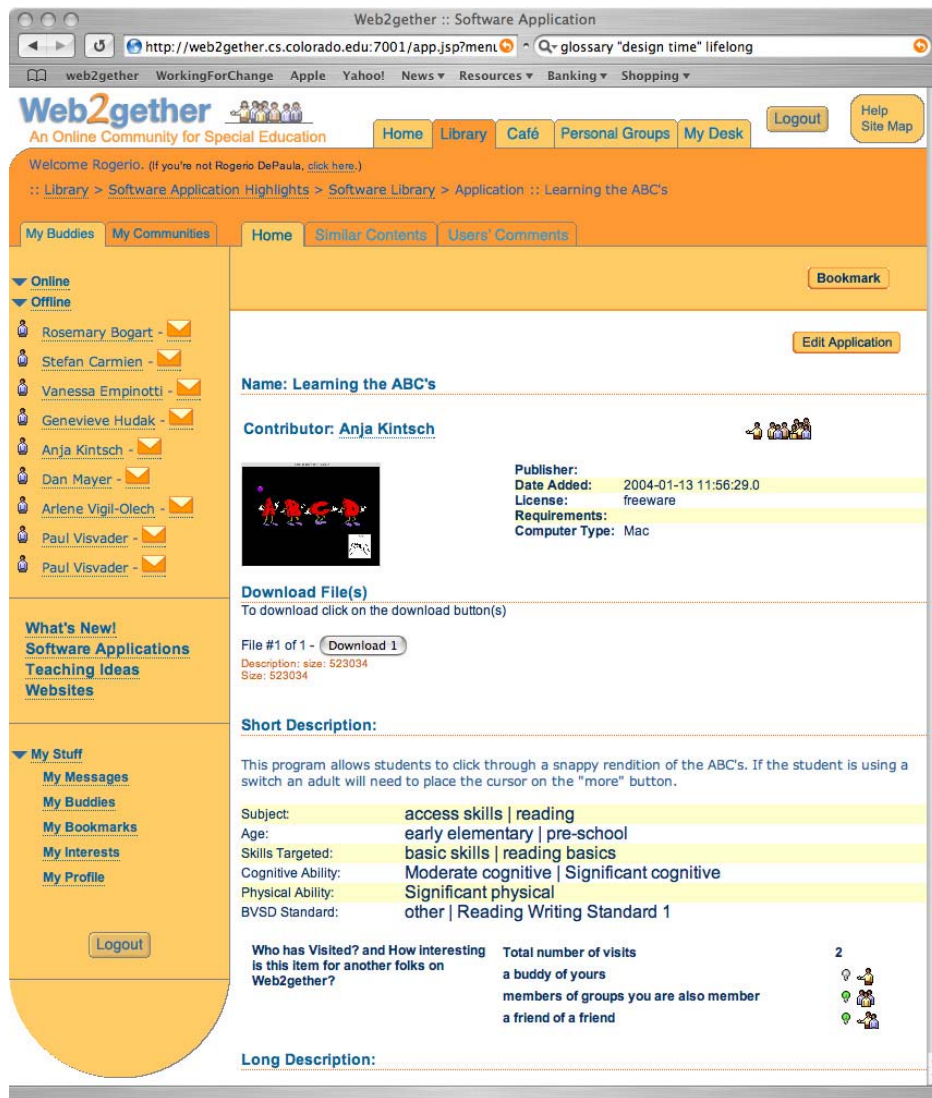 Web2gether :: Software Application
http://web2gether.cs.colorado.edu:7001/app.jsp?menu
glossary "design time" lifelong
web2gether WorkingForChange Apple Yahoo! News Resources Banking Shopping
Web2gether
An Online Community for Special Education
Home Library Café Personal Groups My Desk
Logout
Help
Site Map
Welcome Rogerio. (If you're not Rogerio DePaula, click here.)
:: Library > Software Application Highlights > Software Library > Application :: Learning the ABC's
My Buddies My Communities
Home Similar Contents Users' Comments
Online
Offline
Rosemary Bogart -
Stefan Carmien -
Vanessa Empinotti -
Genevieve Hudak -
Anja Kintsch -
Dan Mayer -
Arlene Vigil-Olech -
Paul Visvader -
Paul Visvader -
What's New!
Software Applications
Teaching Ideas
Websites
My Stuff
My Messages
My Buddies
My Bookmarks
My Interests
My Profile
Logout
Bookmark
Edit Application
Name: Learning the ABC's
Contributor: Anja Kintsch
A B C D
Publisher:
Date Added: 2004-01-13 11:56:29.0
License: freeware
Requirements:
Computer Type: Mac
Download File(s)
To download click on the download button(s)
File #1 of 1 - Download 1
Description: size: 523034
Size: 523034
Short Description:
This program allows students to click through a snappy rendition of the ABC's. If the student is using a
switch an adult will need to place the cursor on the "more" button.
Subject: access skills | reading
Age: early elementary | pre-school
Skills Targeted: basic skills | reading basics
Cognitive Ability: Moderate cognitive | Significant cognitive
Physical Ability: Significant physical
BVSD Standard: other | Reading Writing Standard 1
Who has Visited? and How interesting
is this item for another folks on
Web2gether?
Total number of visits 2
a buddy of yours
members of groups you are also member
a friend of a friend
Long Description: